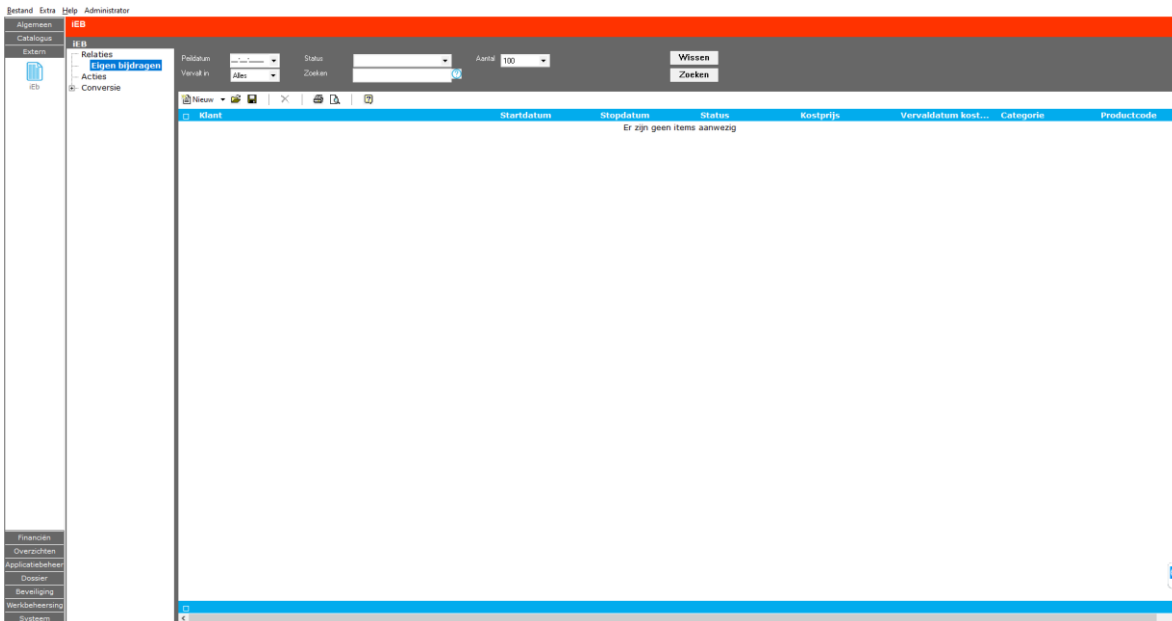 Bestand Extra Help Administrator
Algemeen
Catalogus
Extern
iEb
iEB
iEB
Relaties
Eigen bijdragen
Acties
Conversie
Peildatum Status Aantal 100 Wissen
Vervalt in Alles Zoeken Zoeken
Nieuw
Klant Startdatum Stopdatum Status Kostprijs Vervaldatum kost... Categorie Productcode
Er zijn geen items aanwezig
Financiën
Overzichten
Applicatiebeheer
Dossier
Beveiliging
Werkbeheersing
Systeem